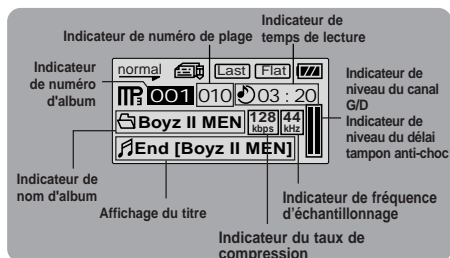 Indicateur de
temps de lecture
Indicateur de numéro de plage
Indicateur
de numéro
d'album
normal Last Flat
MP3 001 010 03 : 20
Boyz II MEN 128 kbps 44 kHz
End [Boyz II MEN]
Indicateur de
niveau du canal
G/D
Indicateur de
niveau du délai
tampon anti-choc
Indicateur de
nom d'album
Affichage du titre
Indicateur de fréquence
d'échantillonnage
Indicateur du taux de
compression